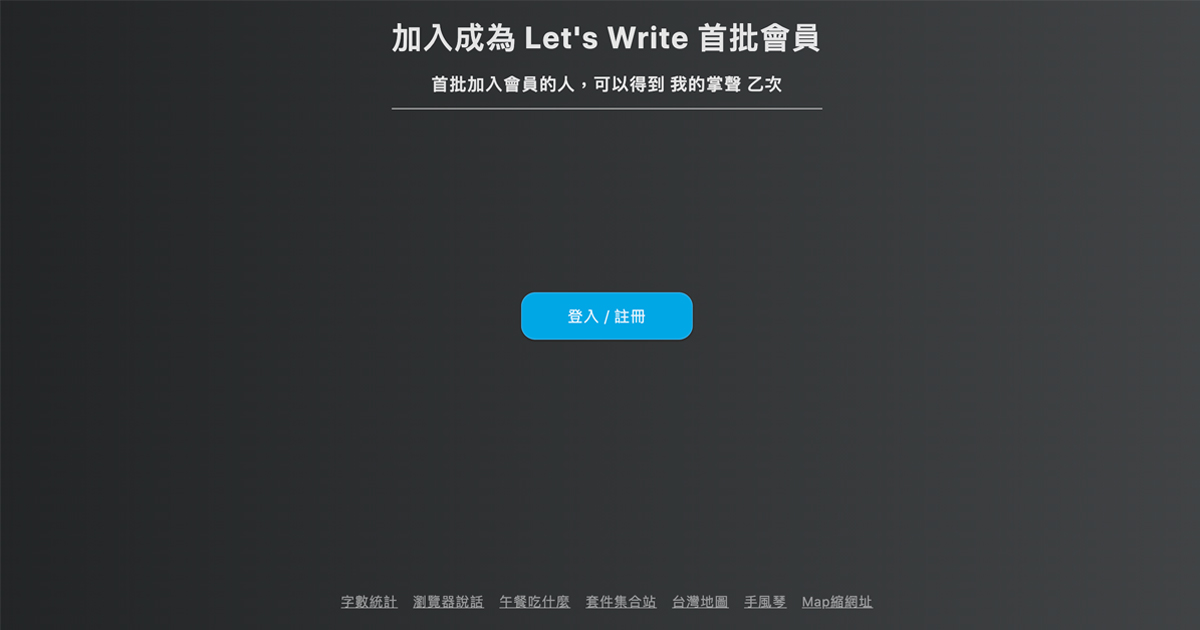 加入成為 Let's Write 首批會員
首批加入會員的人，可以得到 我的掌聲 乙次
登入 / 註冊
字數統計 瀏覽器說話 午餐吃什麼 套件集合站 台灣地圖 手風琴 Map縮網址